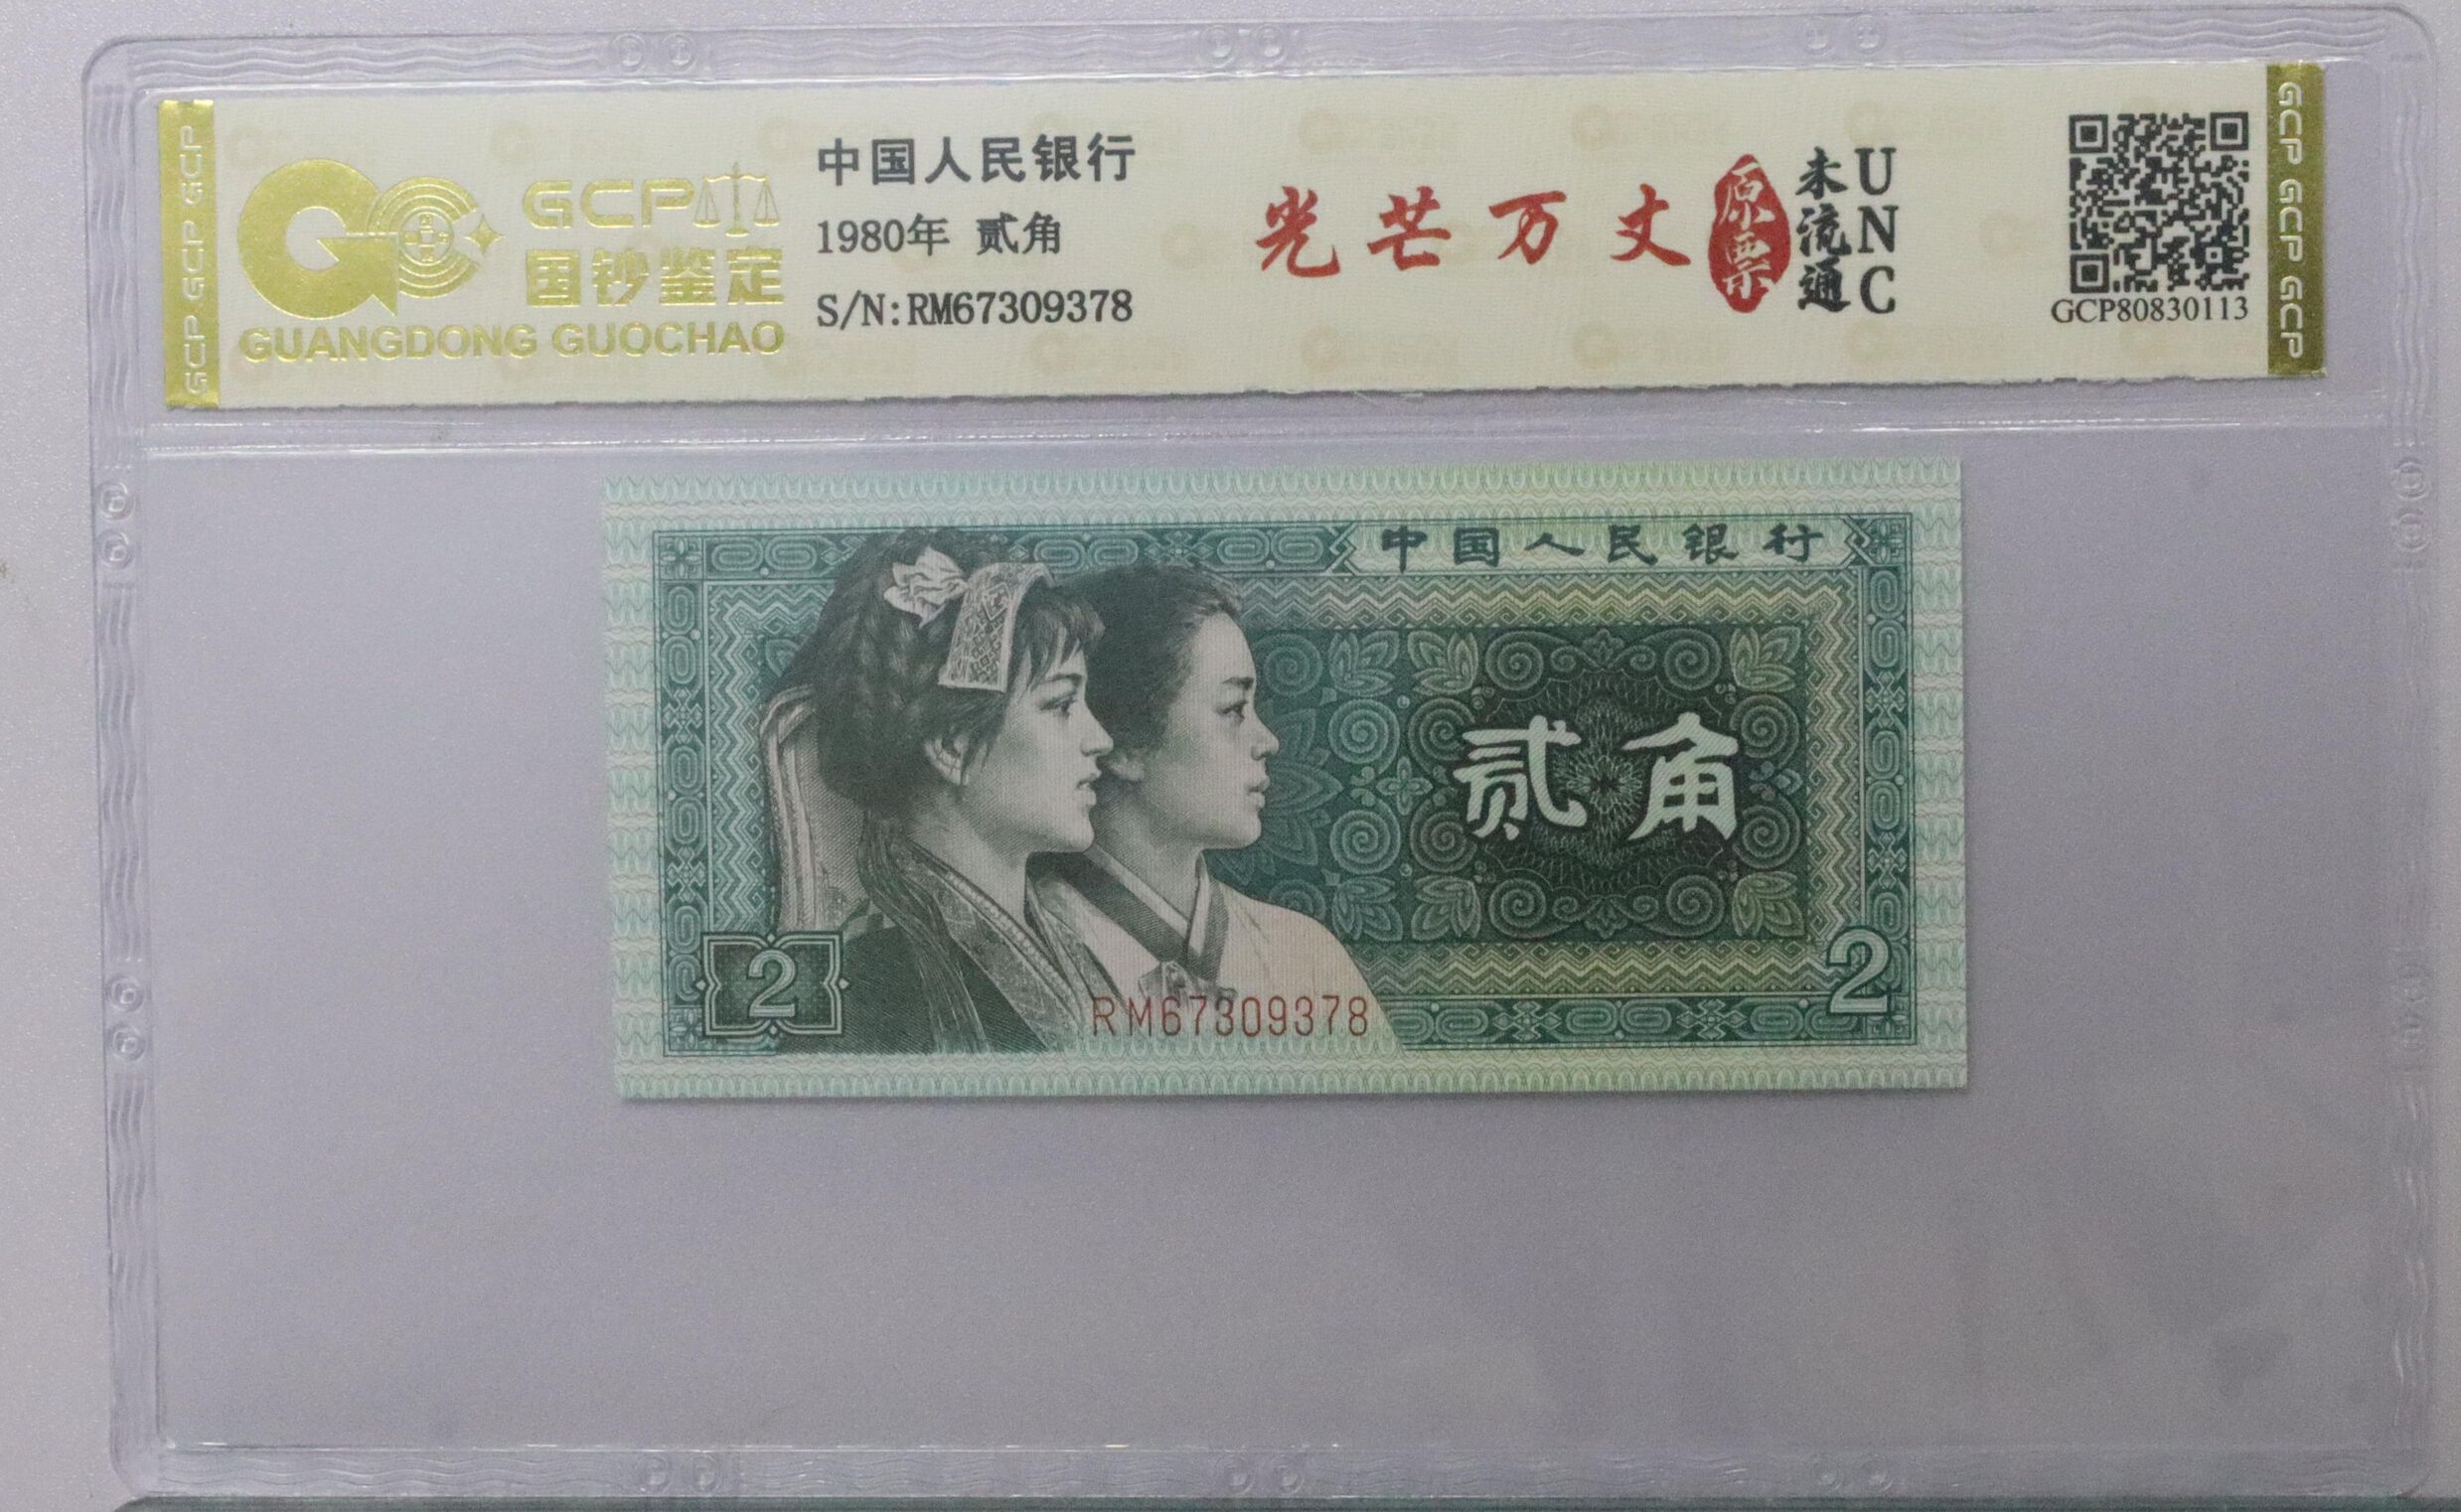 GCP GCP GCP
GCP
国钞鉴定
GUANGDONG GUOCHAO
中国人民银行
1980年 贰角
S/N:RM67309378
光芒万丈
原票
未流通
UNC
GCP80830113
GCP GCP GCP
中国人民银行
贰角
2
2
RM67309378